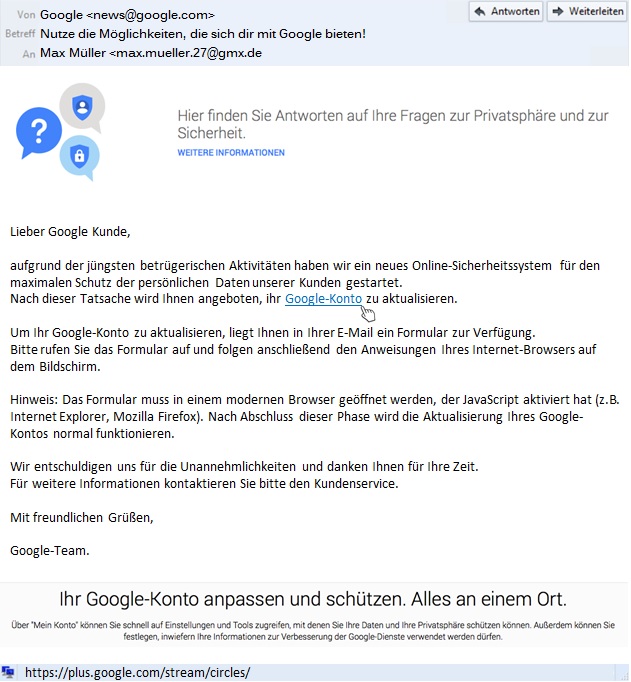 Von Google <news@google.com>
Antworten Weiterleiten
Betreff Nutze die Möglichkeiten, die sich dir mit Google bieten!
An Max Müller <max.mueller.27@gmx.de
?
Hier finden Sie Antworten auf Ihre Fragen zur Privatsphäre und zur
Sicherheit.
WEITERE INFORMATIONEN
Lieber Google Kunde,
aufgrund der jüngsten betrügerischen Aktivitäten haben wir ein neues Online-Sicherheitssystem für den
maximalen Schutz der persönlichen Daten unserer Kunden gestartet.
Nach dieser Tatsache wird Ihnen angeboten, ihr Google-Konto zu aktualisieren.
Um Ihr Google-Konto zu aktualisieren, liegt Ihnen in Ihrer E-Mail ein Formular zur Verfügung.
Bitte rufen Sie das Formular auf und folgen anschließend den Anweisungen Ihres Internet-Browsers auf
dem Bildschirm.
Hinweis: Das Formular muss in einem modernen Browser geöffnet werden, der JavaScript aktiviert hat (z.B.
Internet Explorer, Mozilla Firefox). Nach Abschluss dieser Phase wird die Aktualisierung Ihres Google-
Kontos normal funktionieren.
Wir entschuldigen uns für die Unannehmlichkeiten und danken Ihnen für Ihre Zeit.
Für weitere Informationen kontaktieren Sie bitte den Kundenservice.
Mit freundlichen Grüßen,
Google-Team.
Ihr Google-Konto anpassen und schützen. Alles an einem Ort.
Über "Mein Konto" können Sie schnell auf Einstellungen und Tools zugreifen, mit denen Sie Ihre Daten und Ihre Privatsphäre schützen können. Außerdem können Sie
festlegen, inwiefern Ihre Informationen zur Verbesserung der Google-Dienste verwendet werden dürfen.
https://plus.google.com/stream/circles/